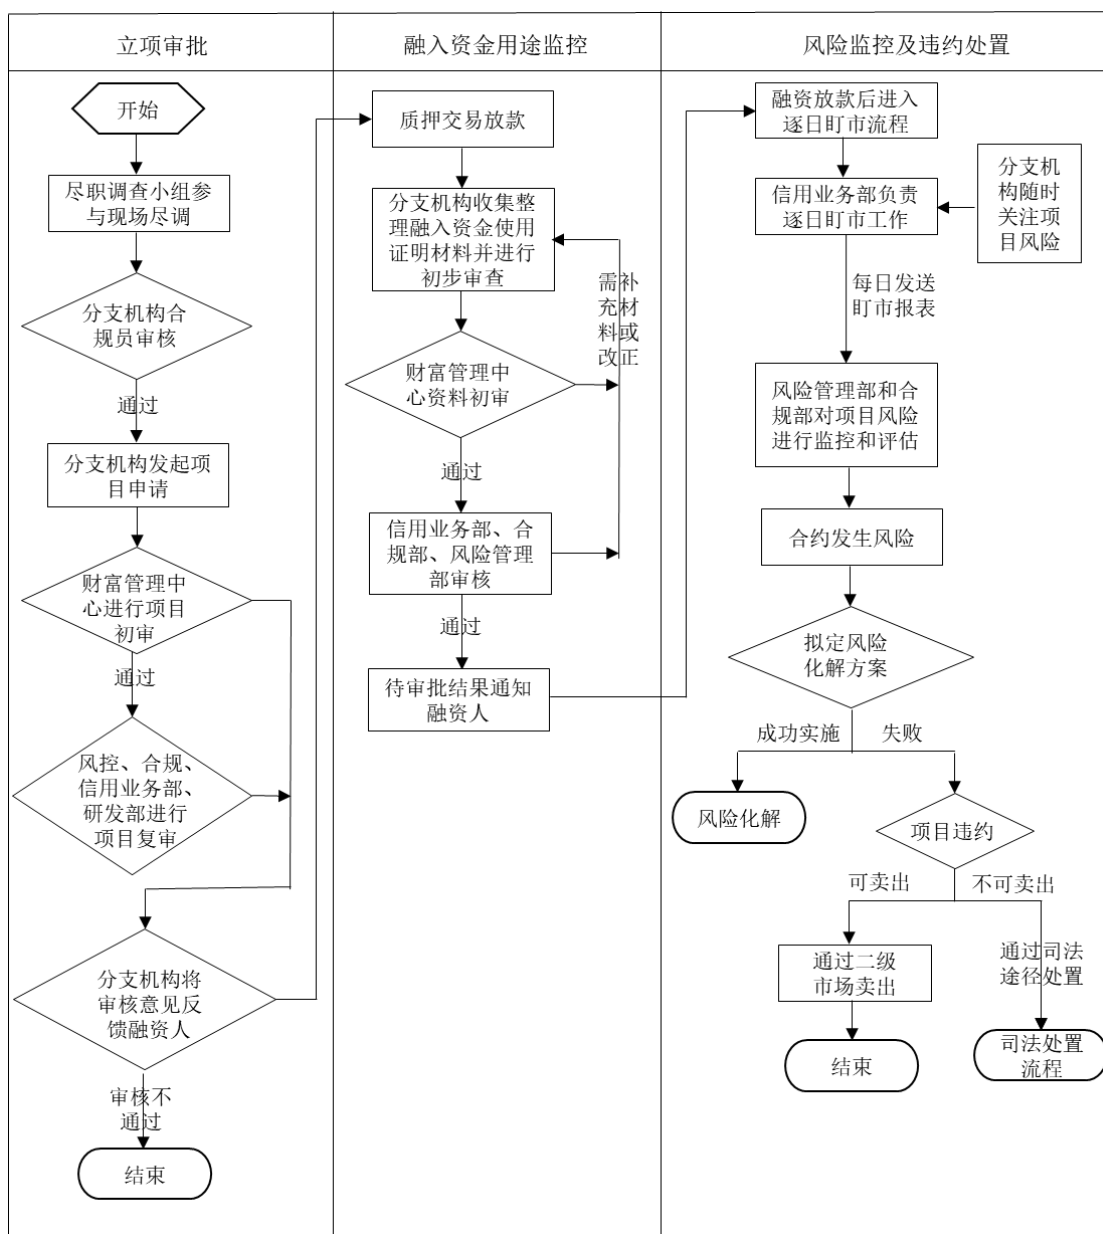 立项审批
开始
尽职调查小组参
与现场尽调
分支机构合
规员审核
通过
分支机构发起项
目申请
财富管理中
心进行项目
初审
通过
风控、合规、
信用业务部、
研发部进行
项目复审
分支机构将
审核意见反
馈融资人
审核不
通过
结束
融入资金用途监控
质押交易放款
分支机构收集整
理融入资金使用
证明材料并进行
初步审查
需补
充材
料或
改正
财富管理中
心资料初审
通过
信用业务部、合
规部、风险管理
部审核
通过
待审批结果通知
融资人
风险监控及违约处置
融资放款后进入
逐日盯市流程
信用业务部负责
逐日盯市工作
分支机
构随时
关注项
目风险
每日发送
盯市报表
风险管理部和合
规部对项目风险
进行监控和评估
合约发生风险
拟定风险
化解方案
成功实施
失败
风险化解
项目违约
可卖出
不可卖出
通过二级
市场卖出
通过司法
途径处置
结束
司法处置
流程